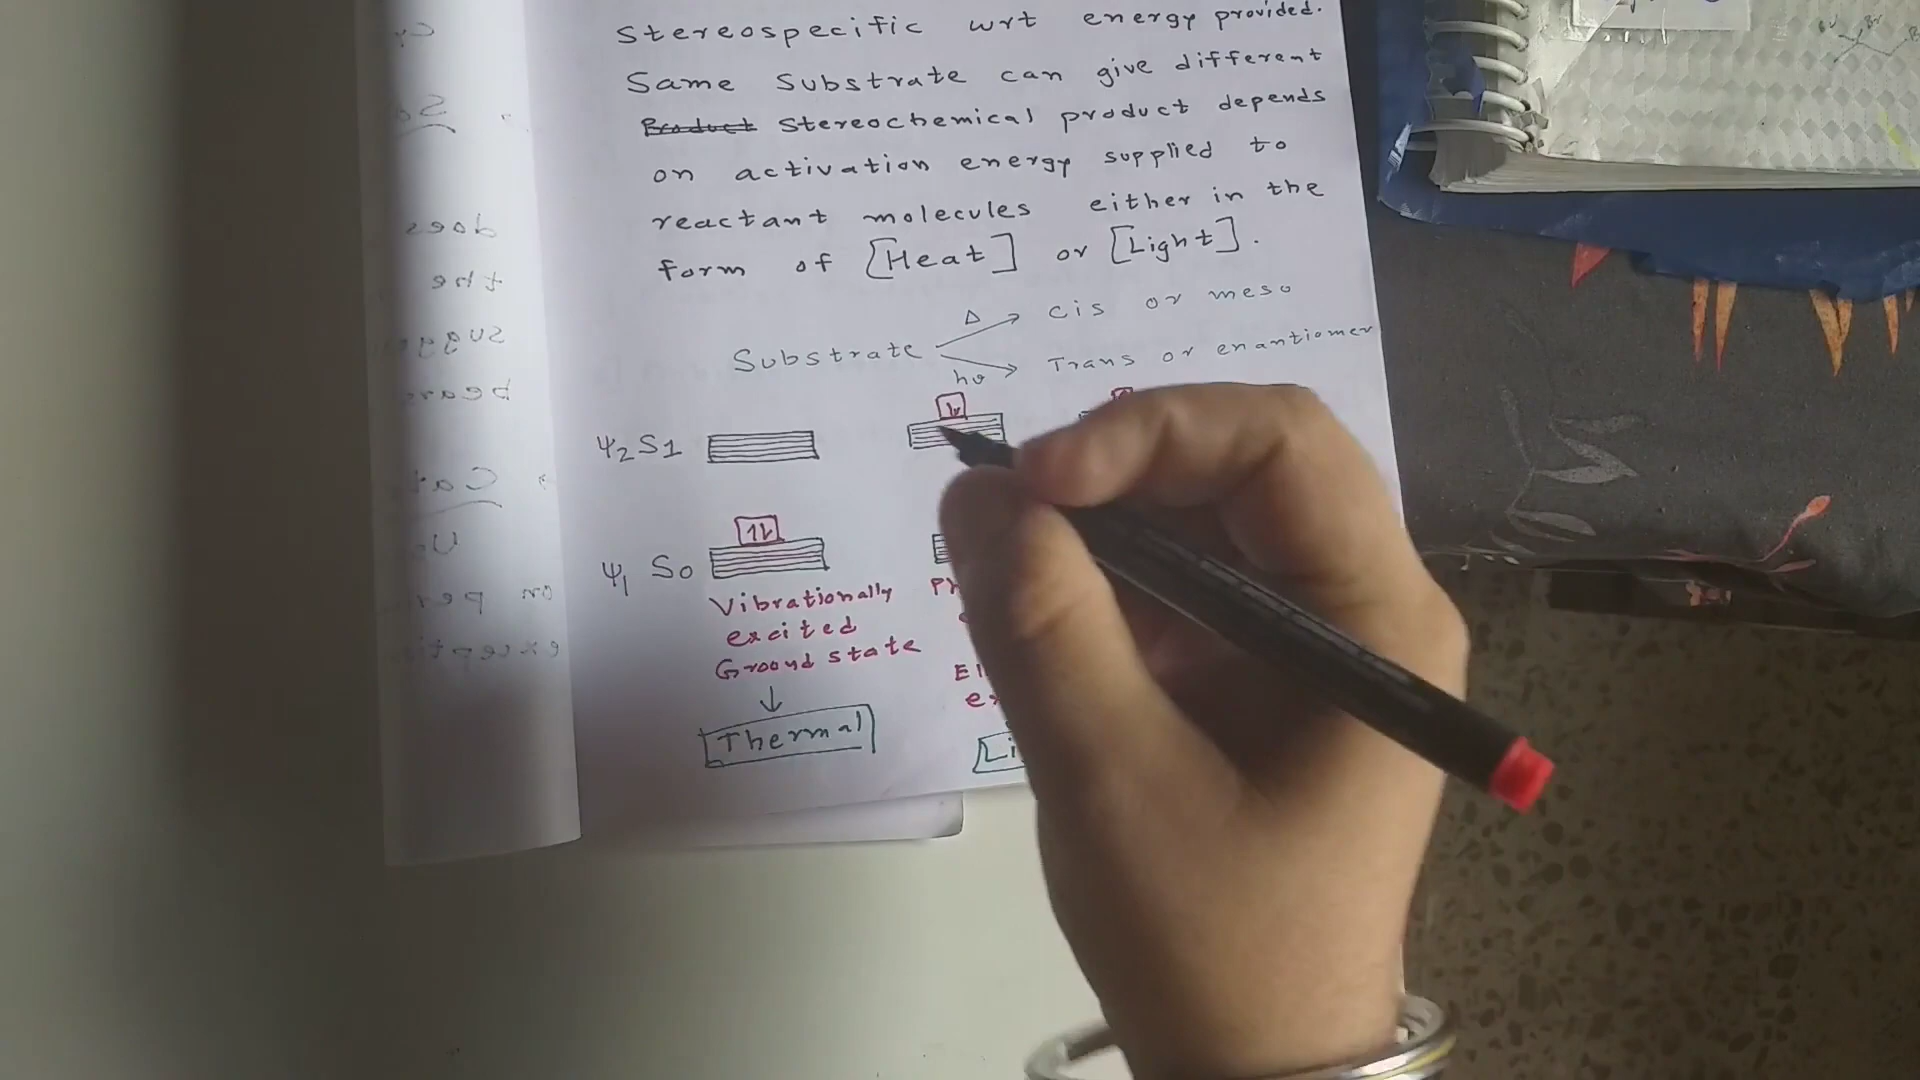 Stereospecific wrt energy provided.
Same substrate can give different
Product stereochemical product depends
on activation energy supplied to
reactant molecules either in the
form of [Heat] or [Light].
Δ cis or meso
Substrate
hυ Trans or enantiomer
Ψ2 S1
Ψ1 S0
Vibrationally
excited
Ground state
↓
Thermal